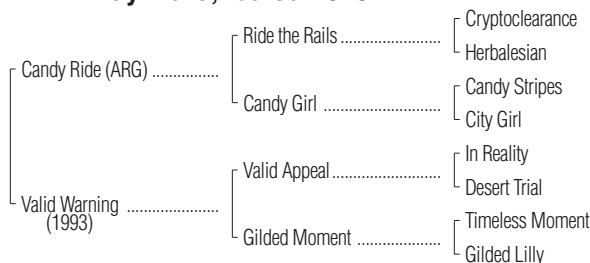 Cryptoclearance
Ride the Rails
Herbalesian
Candy Ride (ARG)
Candy Stripes
Candy Girl
City Girl
In Reality
Valid Appeal
Desert Trial
Valid Warning
(1993)
Timeless Moment
Gilded Moment
Gilded Lilly